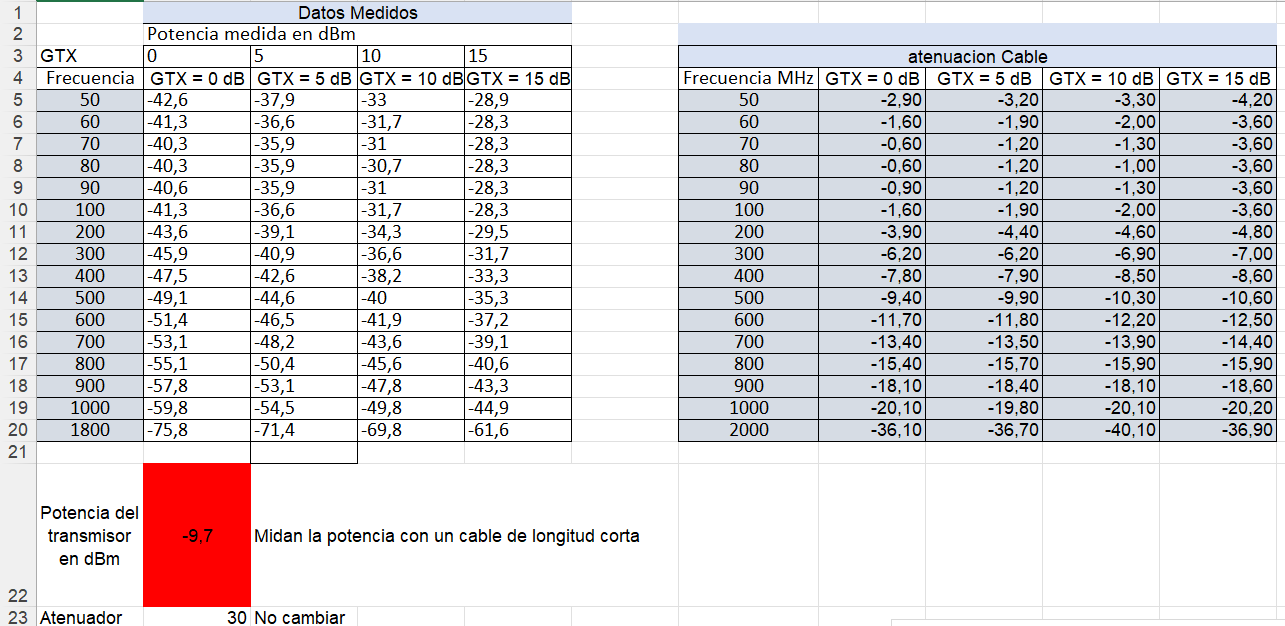 1 Datos Medidos
2 Potencia medida en dBm
3 GTX 0 5 10 15 atenuacion Cable
4 Frecuencia GTX = 0 dB GTX = 5 dB GTX = 10 dB GTX = 15 dB Frecuencia MHz GTX = 0 dB GTX = 5 dB GTX = 10 dB GTX = 15 dB
5 50 -42,6 -37,9 -33 -28,9 50 -2,90 -3,20 -3,30 -4,20
6 60 -41,3 -36,6 -31,7 -28,3 60 -1,60 -1,90 -2,00 -3,60
7 70 -40,3 -35,9 -31 -28,3 70 -0,60 -1,20 -1,30 -3,60
8 80 -40,3 -35,9 -30,7 -28,3 80 -0,60 -1,20 -1,00 -3,60
9 90 -40,6 -35,9 -31 -28,3 90 -0,90 -1,20 -1,30 -3,60
10 100 -41,3 -36,6 -31,7 -28,3 100 -1,60 -1,90 -2,00 -3,60
11 200 -43,6 -39,1 -34,3 -29,5 200 -3,90 -4,40 -4,60 -4,80
12 300 -45,9 -40,9 -36,6 -31,7 300 -6,20 -6,20 -6,90 -7,00
13 400 -47,5 -42,6 -38,2 -33,3 400 -7,80 -7,90 -8,50 -8,60
14 500 -49,1 -44,6 -40 -35,3 500 -9,40 -9,90 -10,30 -10,60
15 600 -51,4 -46,5 -41,9 -37,2 600 -11,70 -11,80 -12,20 -12,50
16 700 -53,1 -48,2 -43,6 -39,1 700 -13,40 -13,50 -13,90 -14,40
17 800 -55,1 -50,4 -45,6 -40,6 800 -15,40 -15,70 -15,90 -15,90
18 900 -57,8 -53,1 -47,8 -43,3 900 -18,10 -18,40 -18,10 -18,60
19 1000 -59,8 -54,5 -49,8 -44,9 1000 -20,10 -19,80 -20,10 -20,20
20 1800 -75,8 -71,4 -69,8 -61,6 2000 -36,10 -36,70 -40,10 -36,90
21
Potencia del
transmisor -9,7 Midan la potencia con un cable de longitud corta
en dBm
22
23 Atenuador 30 No cambiar